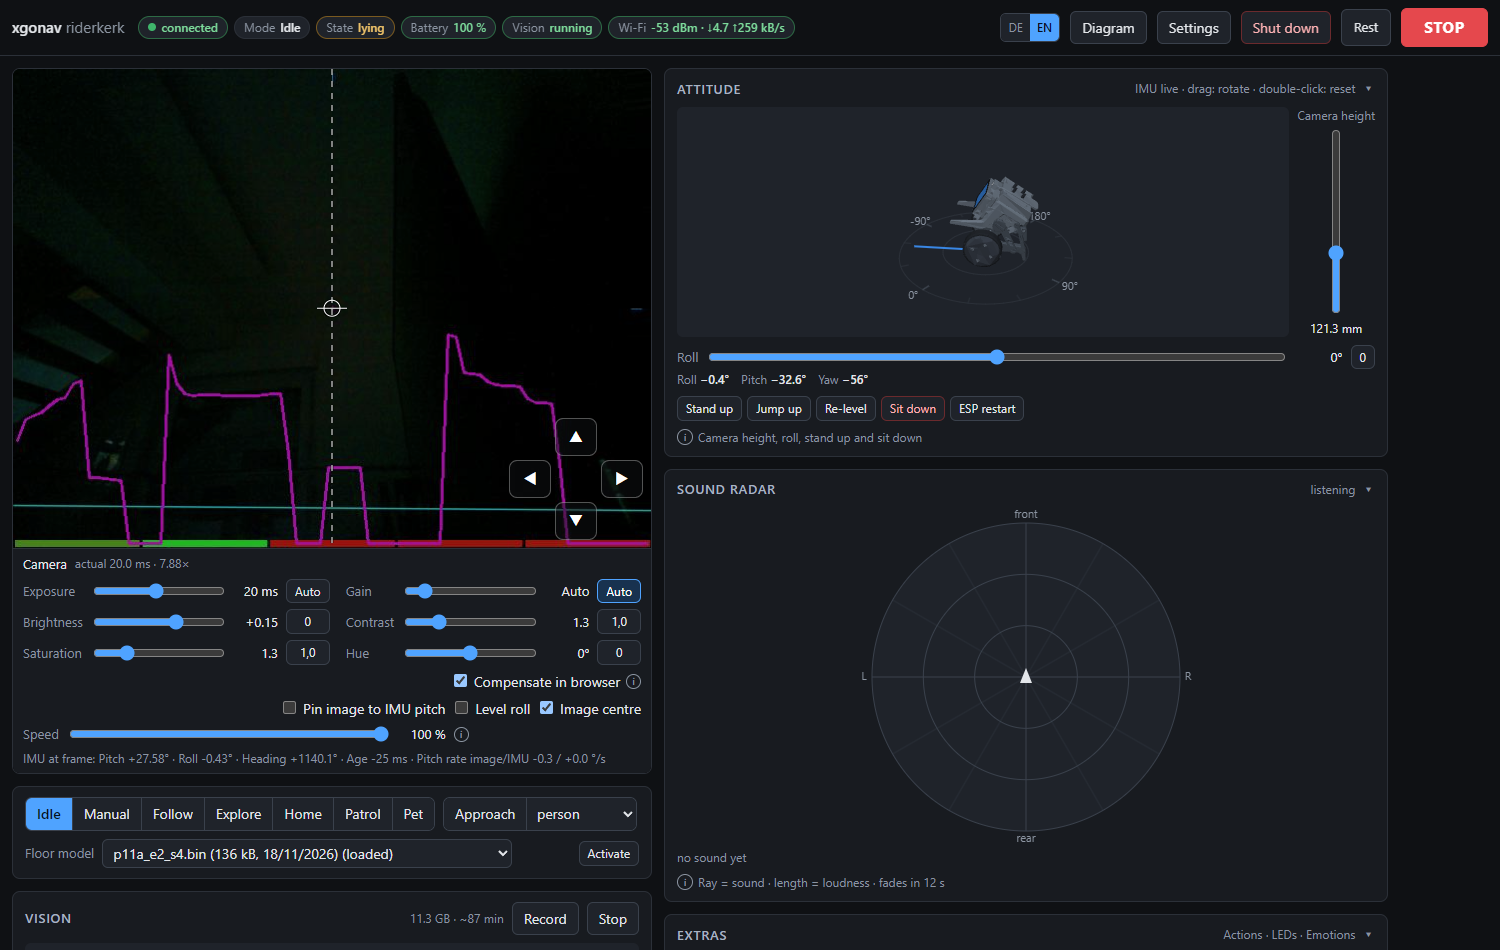 xgonav riderkerk
connected
Mode Idle
State lying
Battery 100 %
Vision running
Wi-Fi -53 dBm · ↓4.7 ↑259 kB/s
DE EN
Diagram
Settings
Shut down
Rest
STOP
Camera actual 20.0 ms · 7.88×
Exposure 20 ms Auto Gain Auto Auto
Brightness +0.15 0 Contrast 1.3 1,0
Saturation 1.3 1,0 Hue 0° 0
Compensate in browser i
Pin image to IMU pitch Level roll Image centre
Speed 100 % i
IMU at frame: Pitch +27.58° · Roll -0.43° · Heading +1140.1° · Age -25 ms · Pitch rate image/IMU -0.3 / +0.0 °/s
Idle Manual Follow Explore Home Patrol Pet Approach person
Floor model p11a_e2_s4.bin (136 kB, 18/11/2026) (loaded) Activate
VISION 11.3 GB · ~87 min Record Stop
ATTITUDE IMU live · drag: rotate · double-click: reset
Camera height
-90° 180°
0° 90°
121.3 mm
Roll 0° 0
Roll −0.4° Pitch −32.6° Yaw −56°
Stand up Jump up Re-level Sit down ESP restart
i Camera height, roll, stand up and sit down
SOUND RADAR listening
front
L R
rear
no sound yet
i Ray = sound · length = loudness · fades in 12 s
EXTRAS Actions · LEDs · Emotions